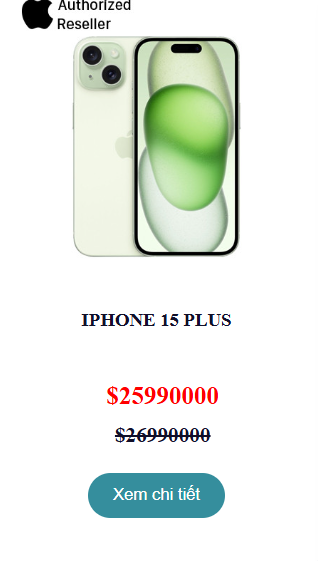 Authorized
Reseller
IPHONE 15 PLUS
$25990000
$26990000
Xem chi tiết